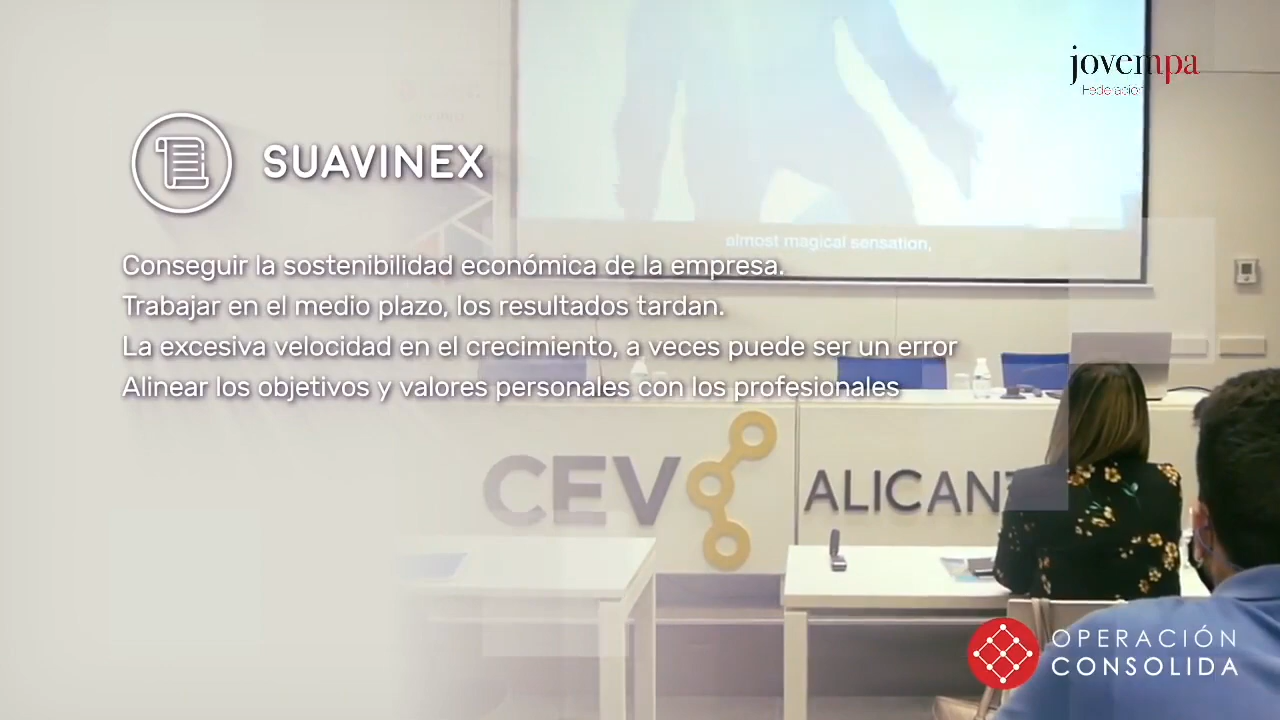 jovempa
Federación
SUAVINEX
almost magical sensation,
Conseguir la sostenibilidad económica de la empresa.
Trabajar en el medio plazo, los resultados tardan.
La excesiva velocidad en el crecimiento, a veces puede ser un error
Alinear los objetivos y valores personales con los profesionales
CEV
ALICAN
OPERACIÓN
CONSOLIDA